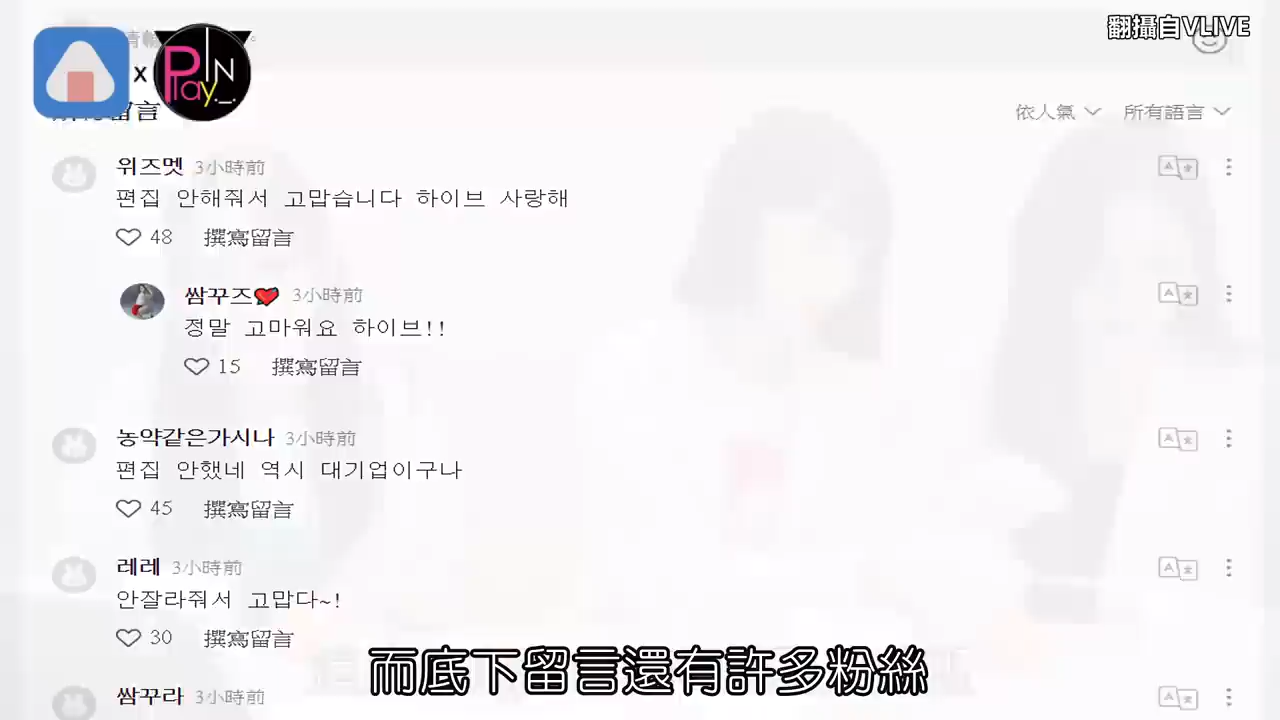 翻攝自VLIVE
x
Play IN
留言
依人氣
所有語言
위즈멧 3小時前
편집 안해줘서 고맙습니다 하이브 사랑해
48 撰寫留言
쌈꾸즈❤ 3小時前
정말 고마워요 하이브!!
15 撰寫留言
농약같은가시나 3小時前
편집 안했네 역시 대기업이구나
45 撰寫留言
레레 3小時前
안잘라줘서 고맙다~!
30 撰寫留言
而底下留言還有許多粉絲
쌈꾸라 3小時前